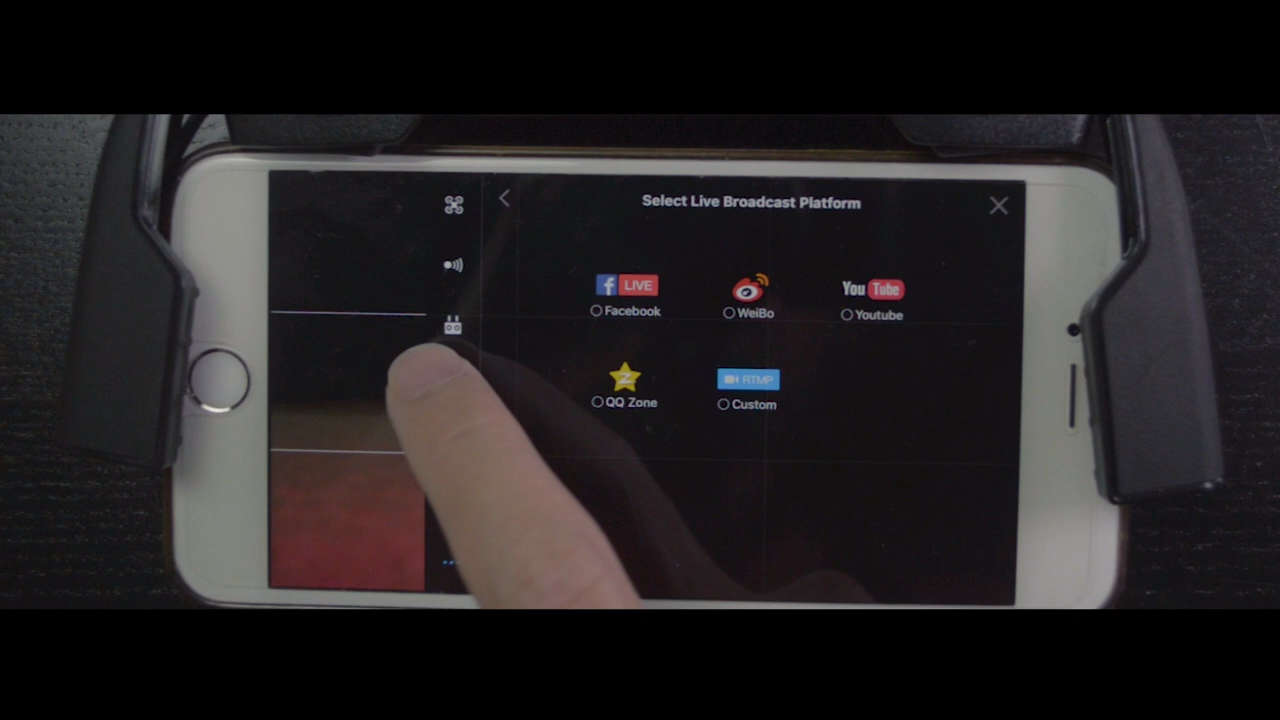 Select Live Broadcast Platform
f LIVE
You Tube
Facebook
WeiBo
Youtube
Z
RTMP
QQ Zone
Custom